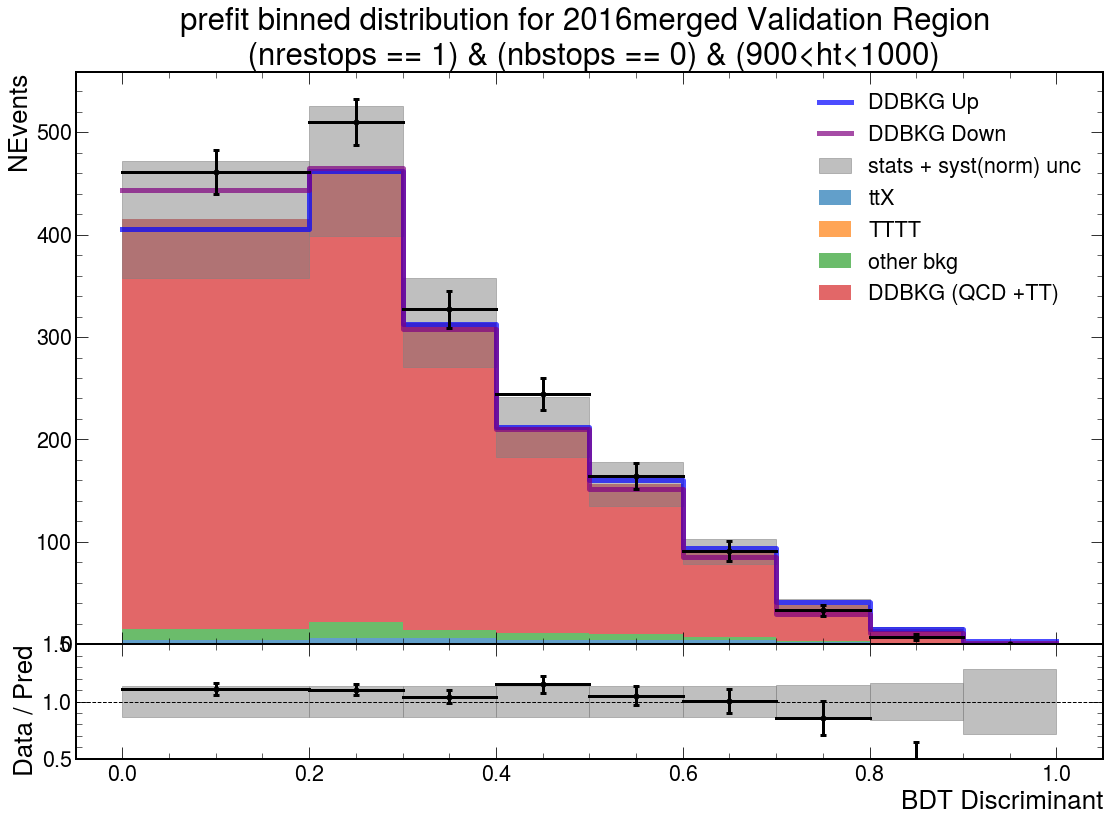 prefit binned distribution for 2016merged Validation Region
(nrestops == 1) & (nbstops == 0) & (900<ht<1000)
NEvents
500
400
300
200
100
0
DDBKG Up
DDBKG Down
stats + syst(norm) unc
ttX
TTTT
other bkg
DDBKG (QCD +TT)
Data / Pred
1.5
1.0
0.5
0.0
0.2
0.4
0.6
0.8
1.0
BDT Discriminant